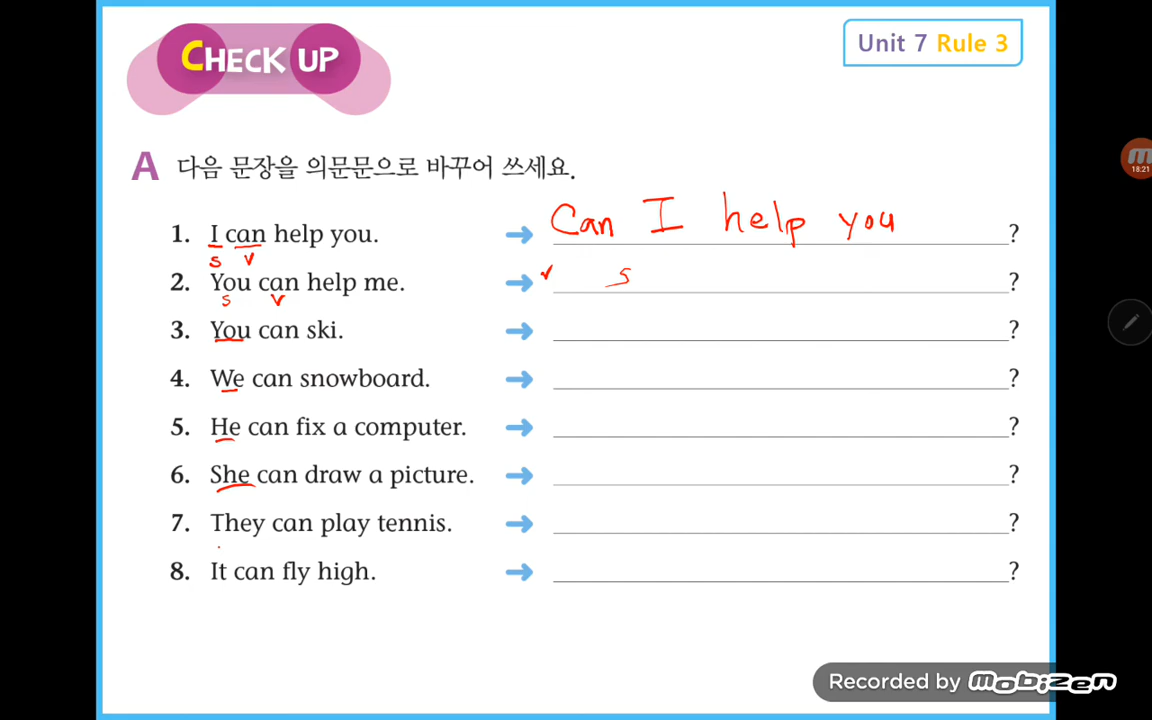 CHECK UP
Unit 7 Rule 3
A 다음 문장을 의문문으로 바꾸어 쓰세요.
1. I can help you. → Can I help you ?
s v
2. You can help me. → v s ?
s v
3. You can ski. → ?
4. We can snowboard. → ?
5. He can fix a computer. → ?
6. She can draw a picture. → ?
7. They can play tennis. → ?
8. It can fly high. → ?
Recorded by mobizen
18:21